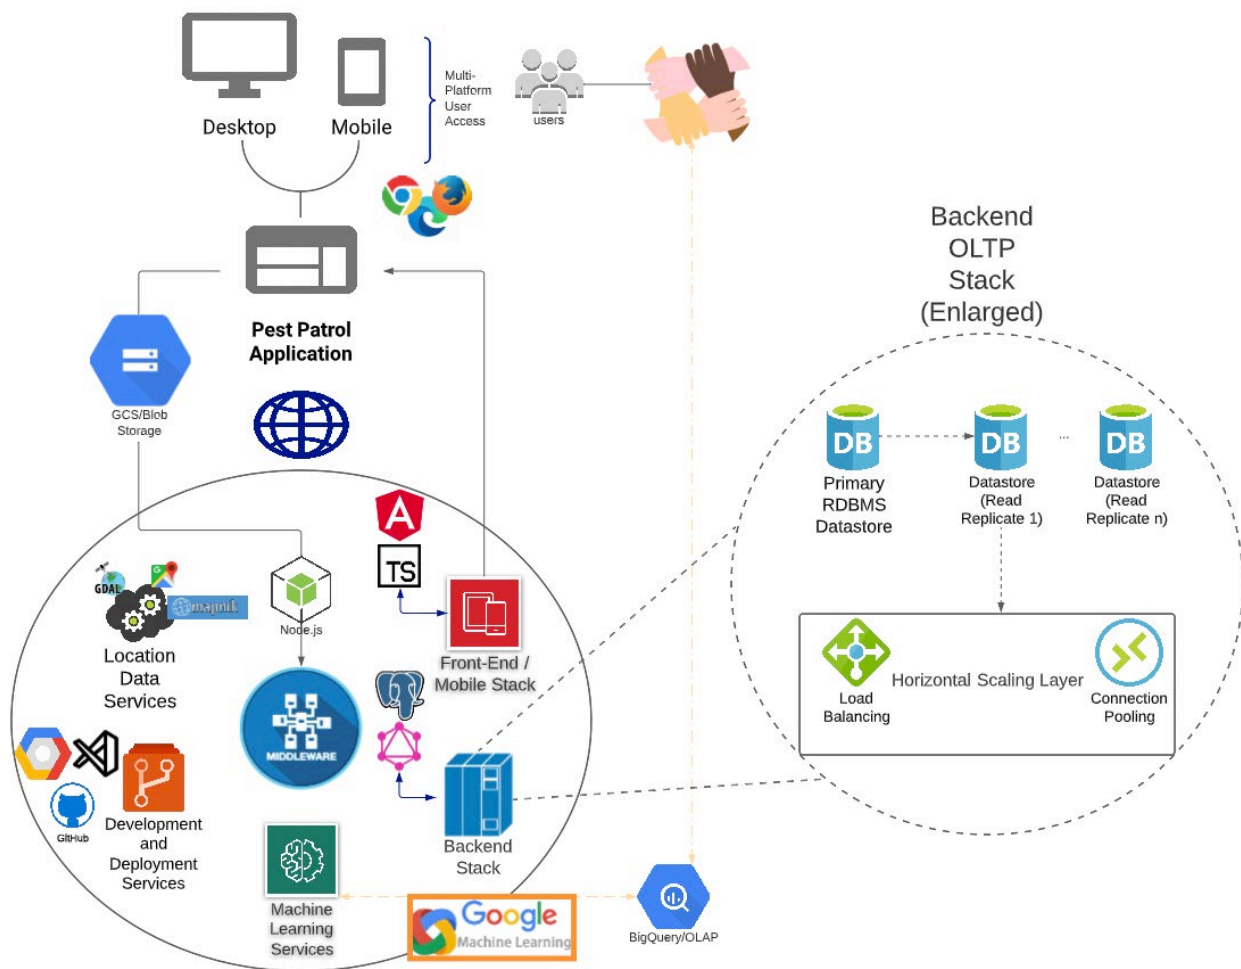 Desktop
Mobile
Multi-
Platform
User
Access
users
Backend
OLTP
Stack
(Enlarged)
Pest Patrol
Application
GCS/Blob
Storage
DB
DB
...
DB
Primary
RDBMS
Datastore
Datastore
(Read
Replicate 1)
Datastore
(Read
Replicate n)
A
TS
GDAL
G
mapnik
Node.js
Location
Data
Services
Front-End /
Mobile Stack
Load
Balancing
Horizontal Scaling Layer
Connection
Pooling
MIDDLEWARE
GitHub
Development
and
Deployment
Services
Backend
Stack
Machine
Learning
Services
Google
Machine Learning
BigQuery/OLAP